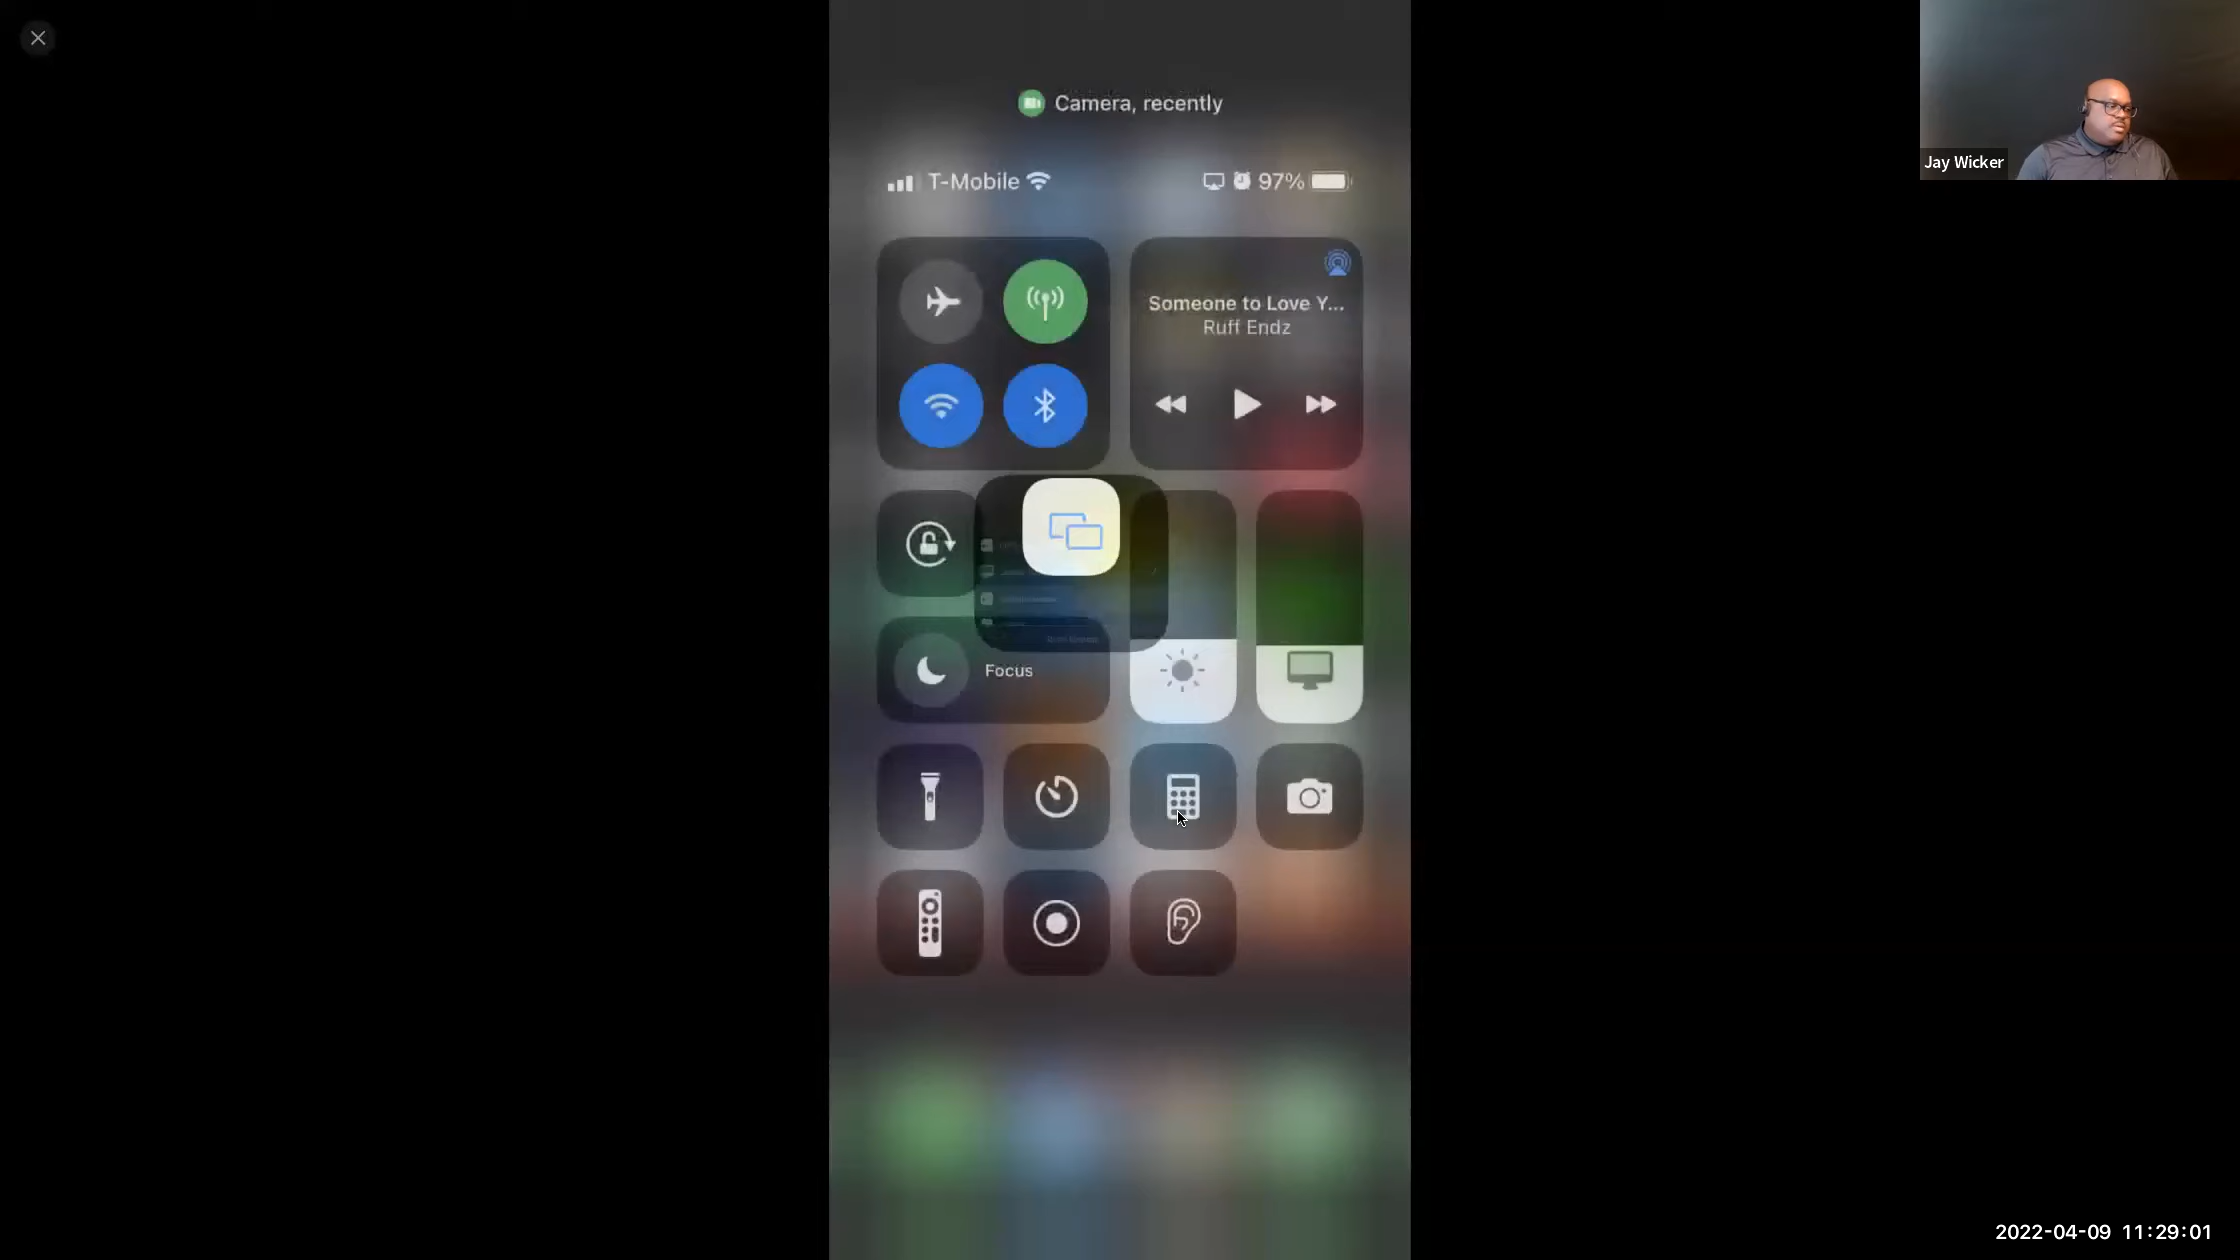 Camera, recently
T-Mobile
97%
Someone to Love Y...
Ruff Endz
Focus
Jay Wicker
2022-04-09 11:29:01